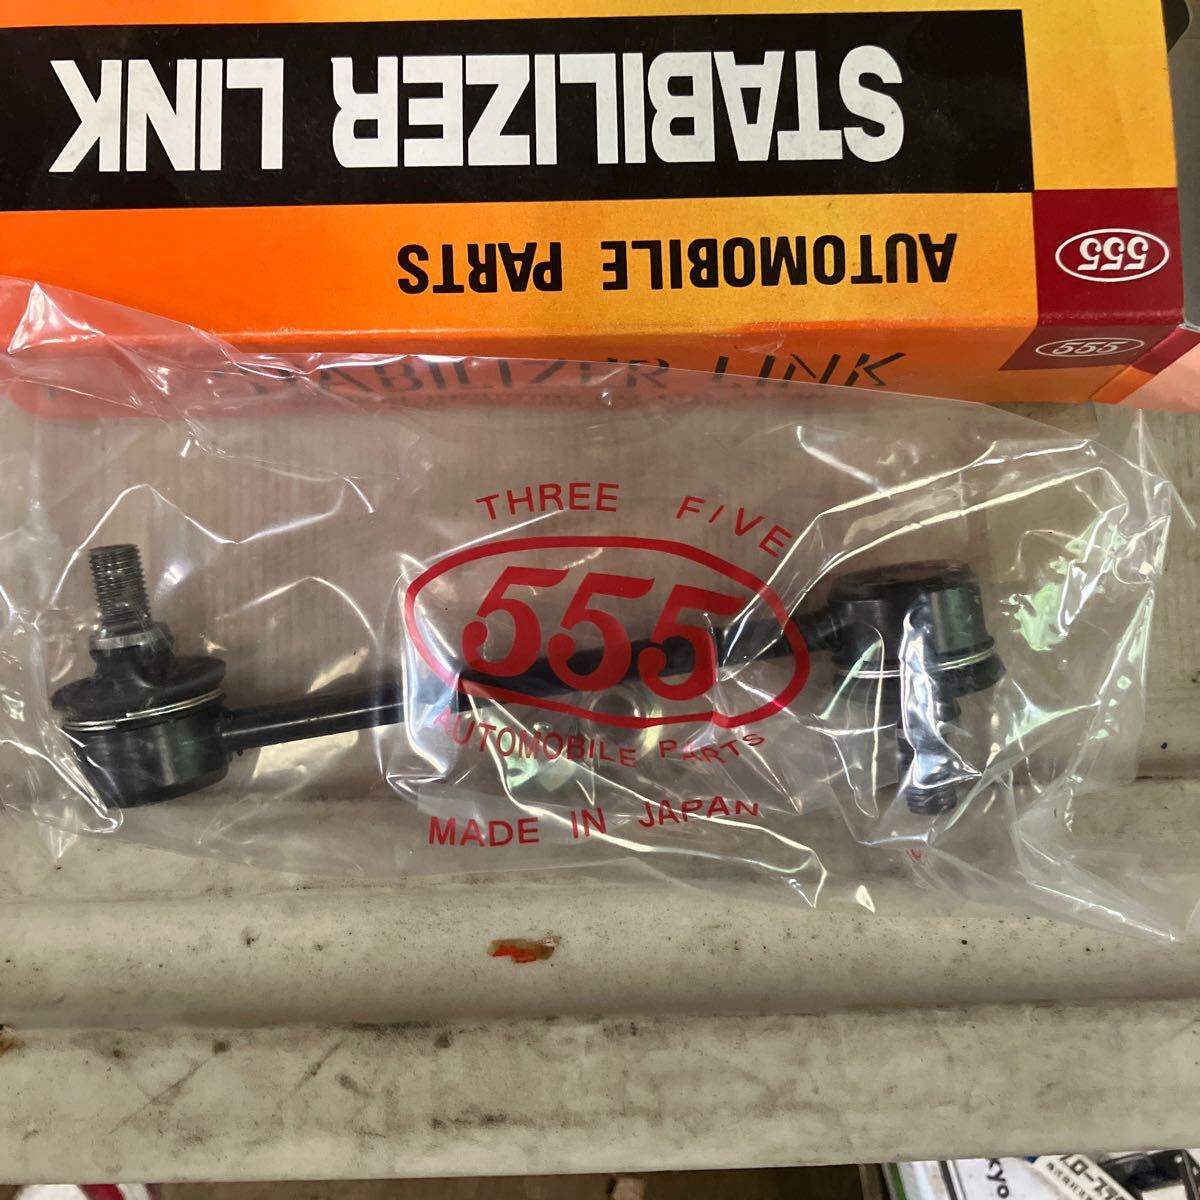 STABILIZER LINK
AUTOMOBILE PARTS
555
555
STABILIZER LINK
THREE FIVE
555
AUTOMOBILE PARTS
MADE IN JAPAN